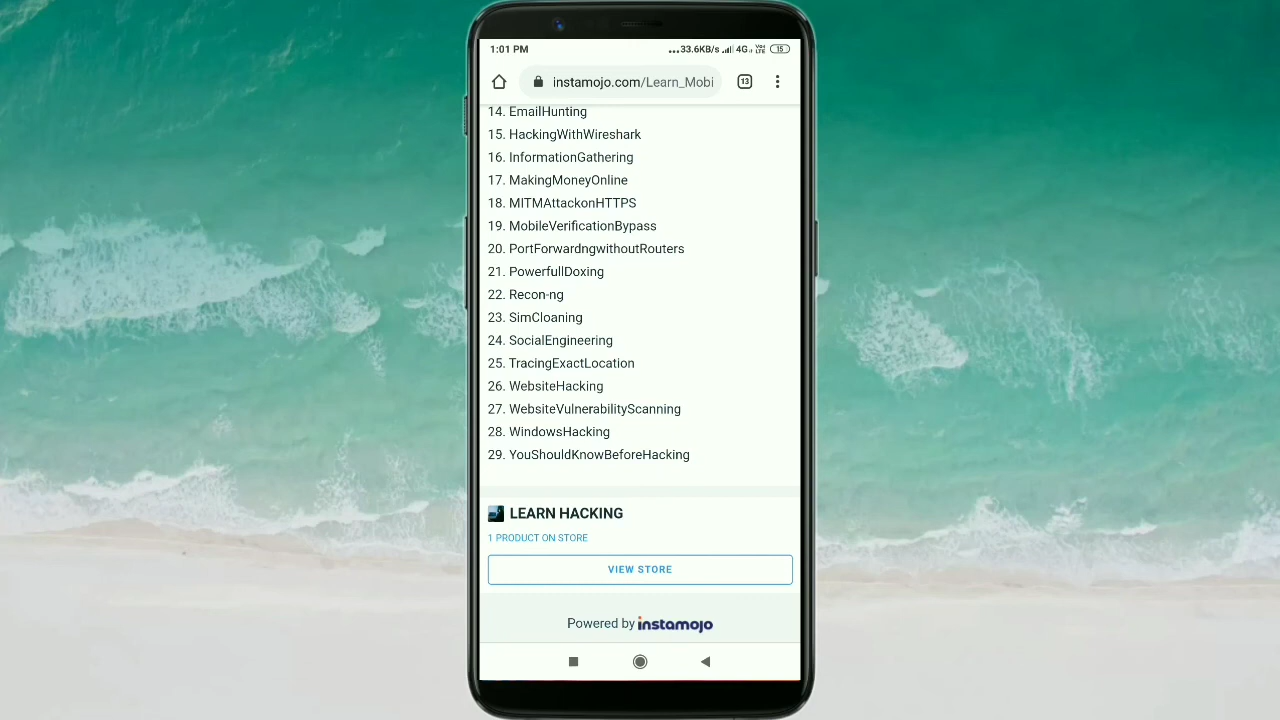 1:01 PM
...33.6KB/s 4G VoLTE 15
instamojo.com/Learn_Mobi
13
14. EmailHunting
15. HackingWithWireshark
16. InformationGathering
17. MakingMoneyOnline
18. MITMAttackonHTTPS
19. MobileVerificationBypass
20. PortForwardngwithoutRouters
21. PowerfullDoxing
22. Recon-ng
23. SimCloaning
24. SocialEngineering
25. TracingExactLocation
26. WebsiteHacking
27. WebsiteVulnerabilityScanning
28. WindowsHacking
29. YouShouldKnowBeforeHacking
LEARN HACKING
1 PRODUCT ON STORE
VIEW STORE
Powered by instamojo